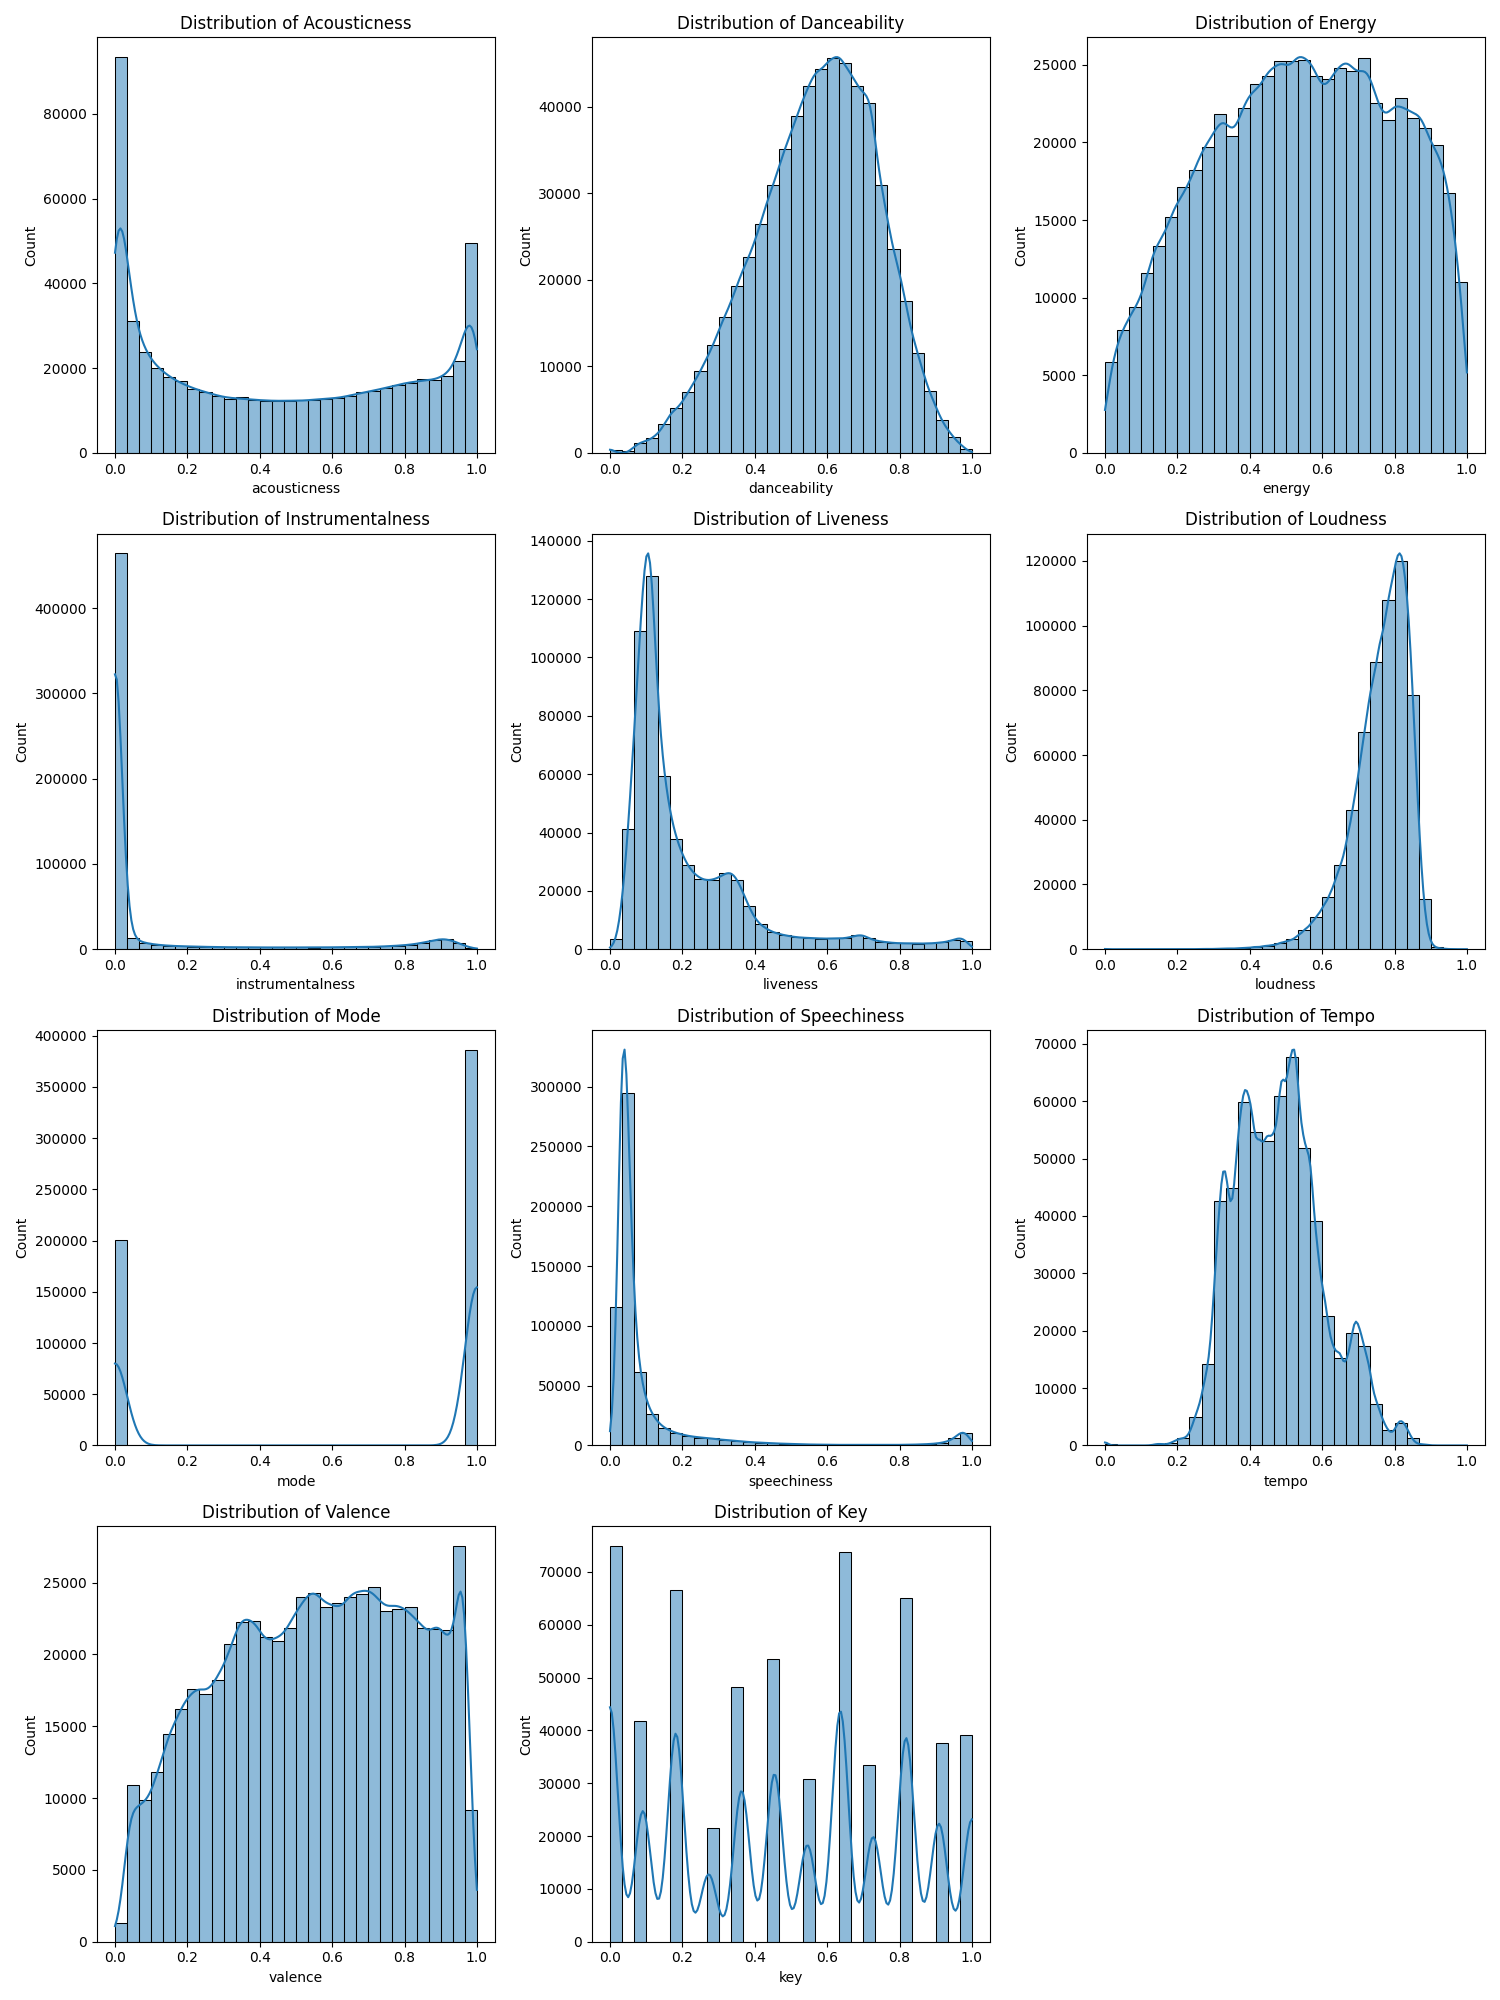 Distribution of Acousticness
Count
80000
60000
40000
20000
0
0.0 0.2 0.4 0.6 0.8 1.0
acousticness
Distribution of Danceability
Count
40000
30000
20000
10000
0
0.0 0.2 0.4 0.6 0.8 1.0
danceability
Distribution of Energy
Count
25000
20000
15000
10000
5000
0
0.0 0.2 0.4 0.6 0.8 1.0
energy
Distribution of Instrumentalness
Count
400000
300000
200000
100000
0
0.0 0.2 0.4 0.6 0.8 1.0
instrumentalness
Distribution of Liveness
Count
140000
120000
100000
80000
60000
40000
20000
0
0.0 0.2 0.4 0.6 0.8 1.0
liveness
Distribution of Loudness
Count
120000
100000
80000
60000
40000
20000
0
0.0 0.2 0.4 0.6 0.8 1.0
loudness
Distribution of Mode
Count
400000
350000
300000
250000
200000
150000
100000
50000
0
0.0 0.2 0.4 0.6 0.8 1.0
mode
Distribution of Speechiness
Count
300000
250000
200000
150000
100000
50000
0
0.0 0.2 0.4 0.6 0.8 1.0
speechiness
Distribution of Tempo
Count
70000
60000
50000
40000
30000
20000
10000
0
0.0 0.2 0.4 0.6 0.8 1.0
tempo
Distribution of Valence
Count
25000
20000
15000
10000
5000
0
0.0 0.2 0.4 0.6 0.8 1.0
valence
Distribution of Key
Count
70000
60000
50000
40000
30000
20000
10000
0
0.0 0.2 0.4 0.6 0.8 1.0
key